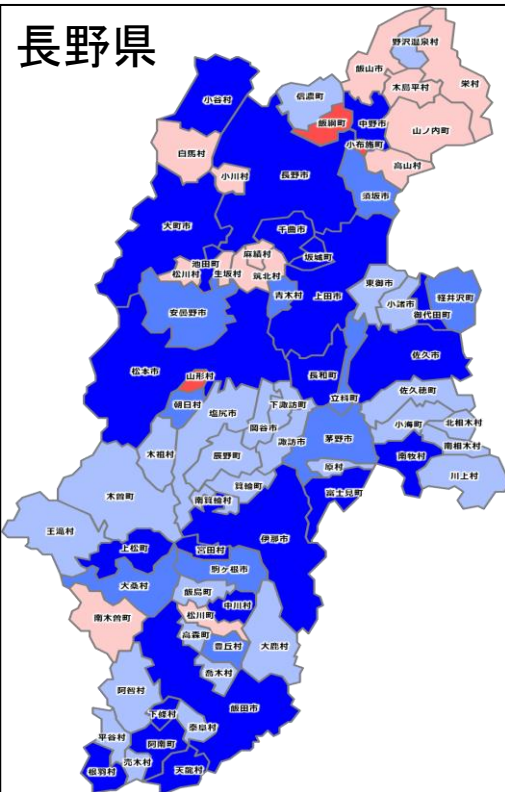 長野県
野沢温泉村
飯山市
栄村
木島平村
信濃町
小谷村
飯綱町
中野市
山ノ内町
小布施町
白馬村
高山村
小川村
長野市
須坂市
大町市
千曲市
麻績村
坂城町
池田町
松川村
生坂村
筑北村
東御市
軽井沢町
青木村
上田市
小諸市
安曇野市
御代田町
松本市
佐久市
山形村
長和町
佐久穂町
朝日村
立科町
下諏訪町
塩尻市
小海町
北相木村
岡谷市
諏訪市
茅野市
南相木村
木祖村
辰野町
南牧村
原村
川上村
箕輪町
富士見町
木曽町
南箕輪村
王滝村
伊那市
上松町
宮田村
駒ヶ根市
大桑村
飯島町
中川村
南木曽町
松川町
高森町
豊丘村
大鹿村
喬木村
阿智村
下條村
飯田市
泰阜村
平谷村
阿南町
売木村
根羽村
天龍村